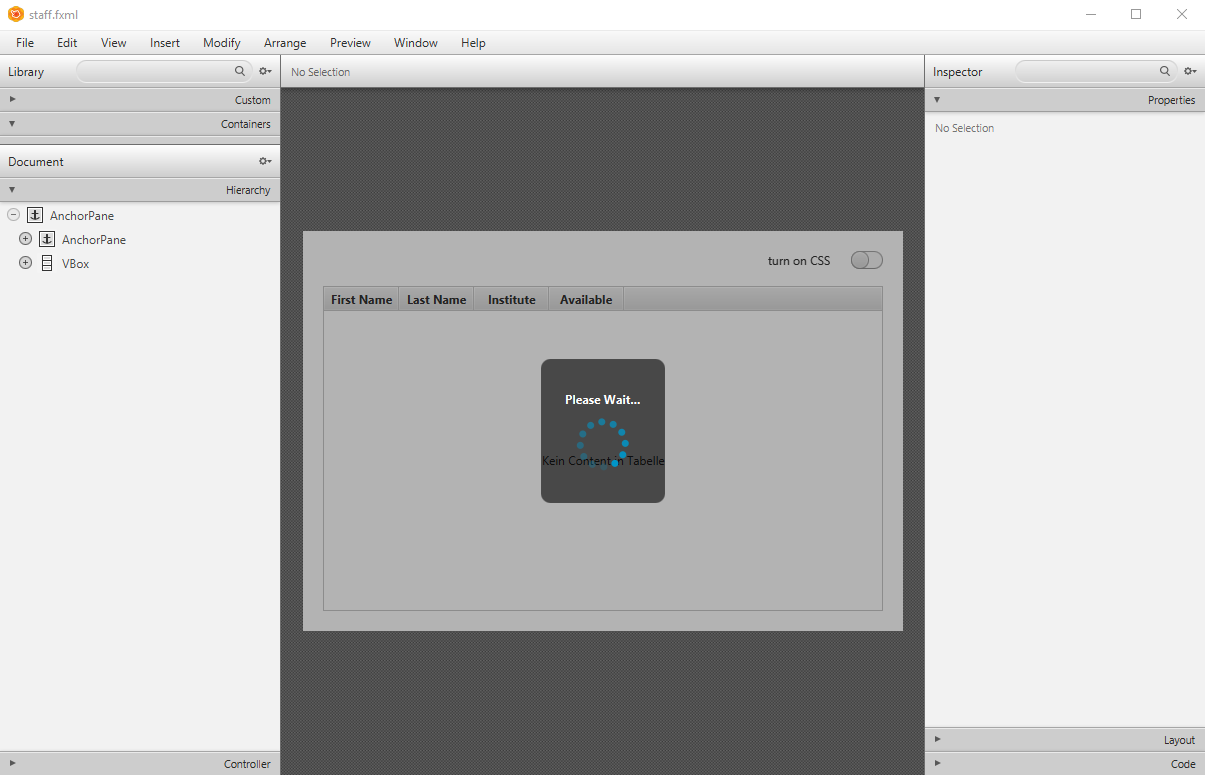 staff.fxml
File Edit View Insert Modify Arrange Preview Window Help
Library
Custom
Containers
Document
Hierarchy
AnchorPane
AnchorPane
VBox
Controller
No Selection
turn on CSS
First Name Last Name Institute Available
Please Wait...
Kein Content in Tabelle
Inspector
Properties
No Selection
Layout
Code